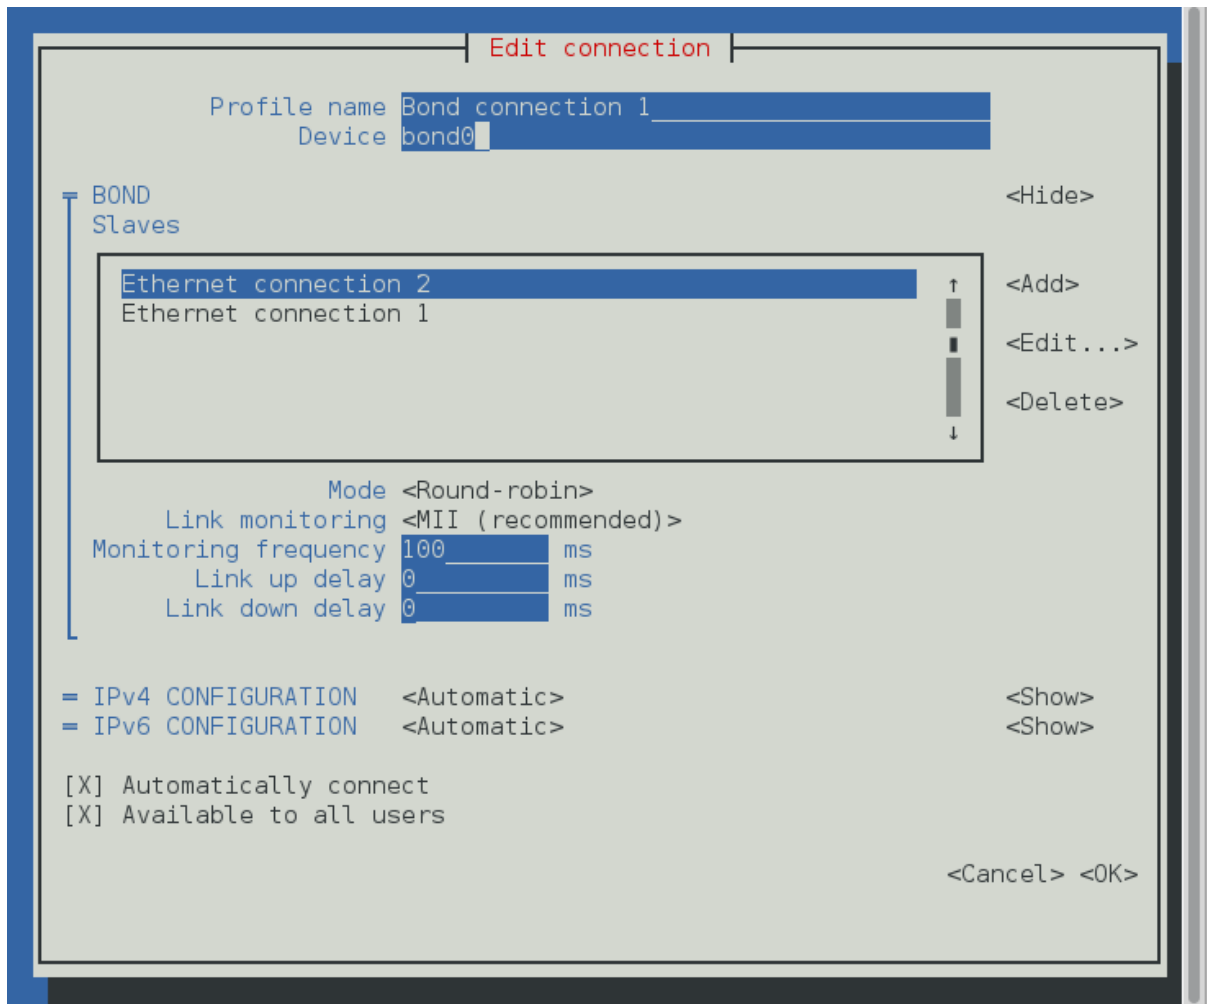 Edit connection
Profile name Bond connection 1
Device bond0
BOND <Hide>
Slaves
Ethernet connection 2 ↑ <Add>
Ethernet connection 1
<Edit...>
<Delete>
↓
Mode <Round-robin>
Link monitoring <MII (recommended)>
Monitoring frequency 100 ms
Link up delay 0 ms
Link down delay 0 ms
= IPv4 CONFIGURATION <Automatic> <Show>
= IPv6 CONFIGURATION <Automatic> <Show>
[X] Automatically connect
[X] Available to all users
<Cancel> <OK>